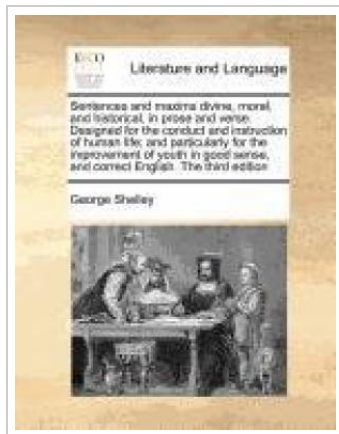 ECCO
Literature and Language
Sentences and maxims divine, moral,
and historical, in prose and verse.
Designed for the conduct and instruction
of human life; and particularly for the
improvement of youth in good sense,
and correct English. The third edition
George Shelley